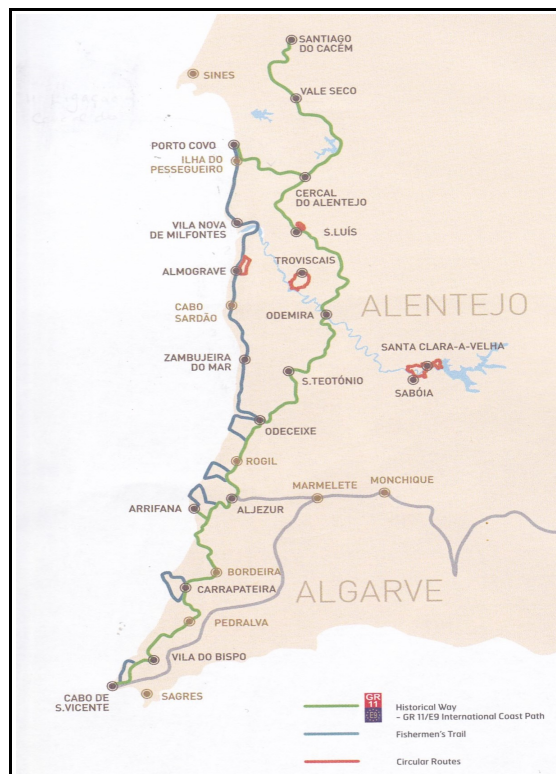 SANTIAGO
DO CACÉM
SINES
VALE SECO
PORTO COVO
ILHA DO
PESSEGUEIRO
CERCAL
DO ALENTEJO
VILA NOVA
DE MILFONTES
S.LUÍS
TROVISCAIS
ALMOGRAVE
ALENTEJO
CABO
SARDÃO
ODEMIRA
SANTA CLARA-A-VELHA
ZAMBUJEIRA
DO MAR
S.TEOTÓNIO
SABÓIA
ODECEIXE
ROGIL
MARMELETE
MONCHIQUE
ARRIFANA
ALJEZUR
BORDEIRA
ALGARVE
CARRAPATEIRA
PEDRALVA
VILA DO BISPO
CABO DE
S.VICENTE
SAGRES
GR
11
E9
Historical Way
- GR 11/E9 International Coast Path
Fishermen's Trail
Circular Routes